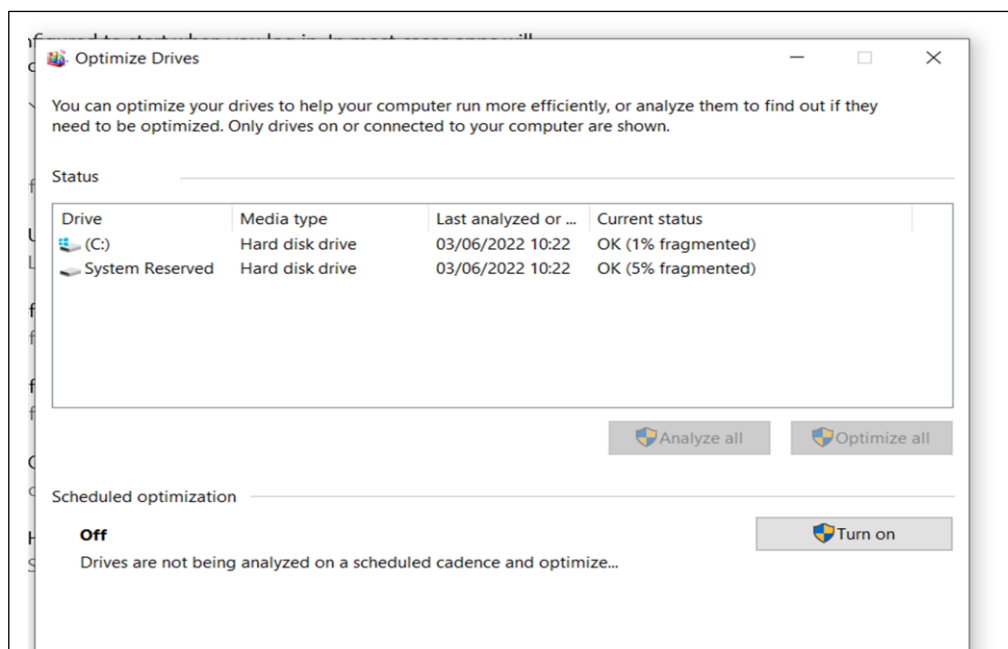 Optimize Drives
You can optimize your drives to help your computer run more efficiently, or analyze them to find out if they
need to be optimized. Only drives on or connected to your computer are shown.
Status
Drive Media type Last analyzed or ... Current status
(C:) Hard disk drive 03/06/2022 10:22 OK (1% fragmented)
System Reserved Hard disk drive 03/06/2022 10:22 OK (5% fragmented)
Analyze all Optimize all
Scheduled optimization
Off
Turn on
Drives are not being analyzed on a scheduled cadence and optimize...